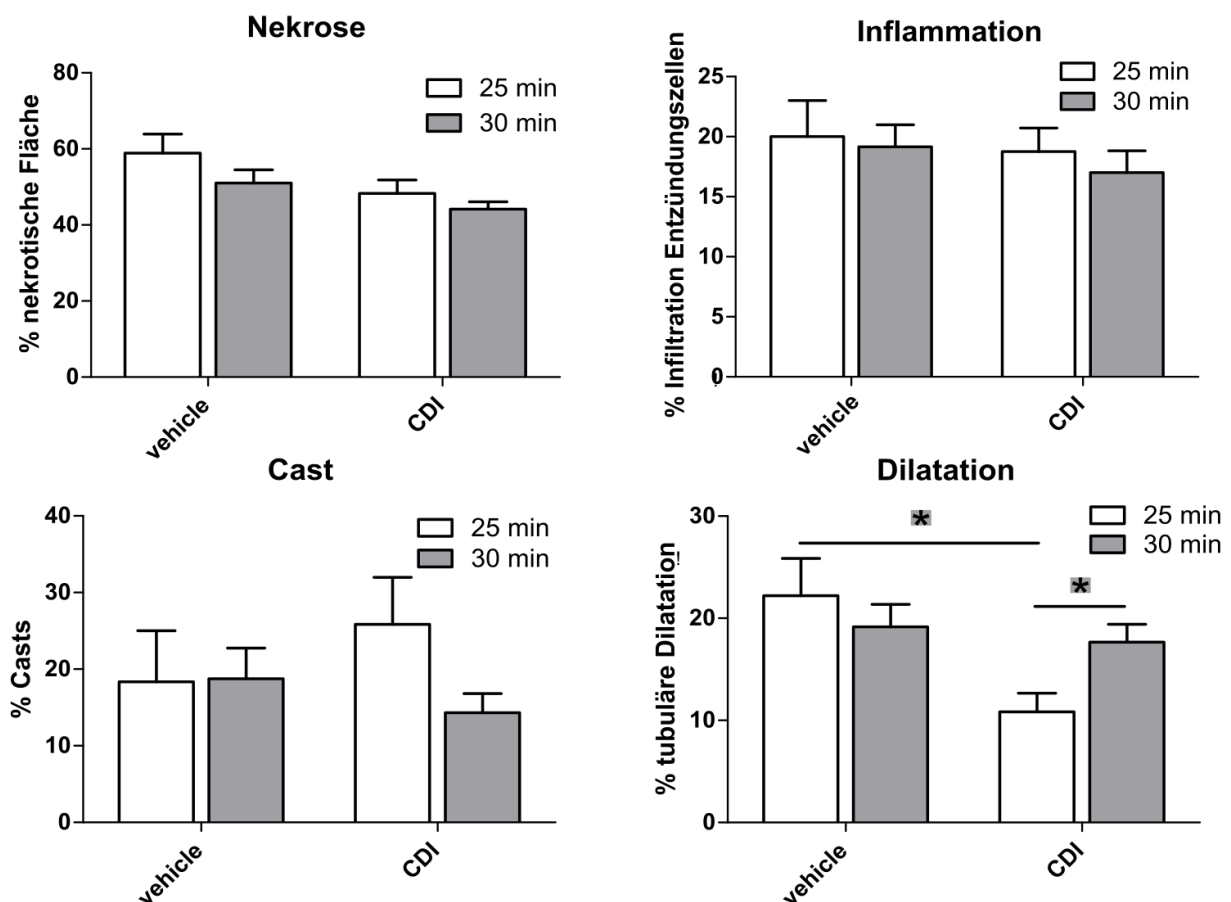 Nekrose
% nekrotische Fläche
80
60
40
20
0
25 min
30 min
vehicle
CDI
Inflammation
% Infiltration Entzündungszellen
25
20
15
10
5
0
25 min
30 min
vehicle
CDI
Cast
% Casts
40
30
20
10
0
25 min
30 min
vehicle
CDI
Dilatation
% tubuläre Dilatation
30
20
10
0
*
*
25 min
30 min
vehicle
CDI